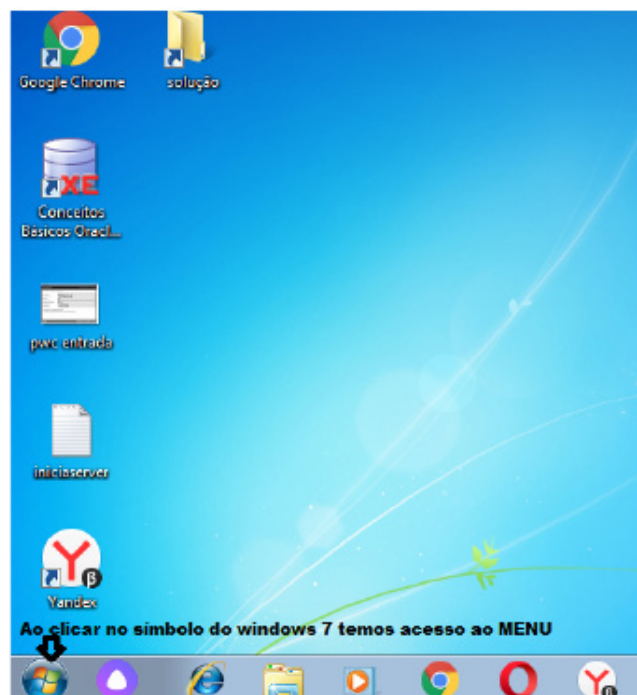 Google Chrome
solução
XE
Conceitos
Básicos Oracl...
pwc entrada
iniciaserver
Y
β
Yandex
Ao clicar no símbolo do windows 7 temos acesso ao MENU